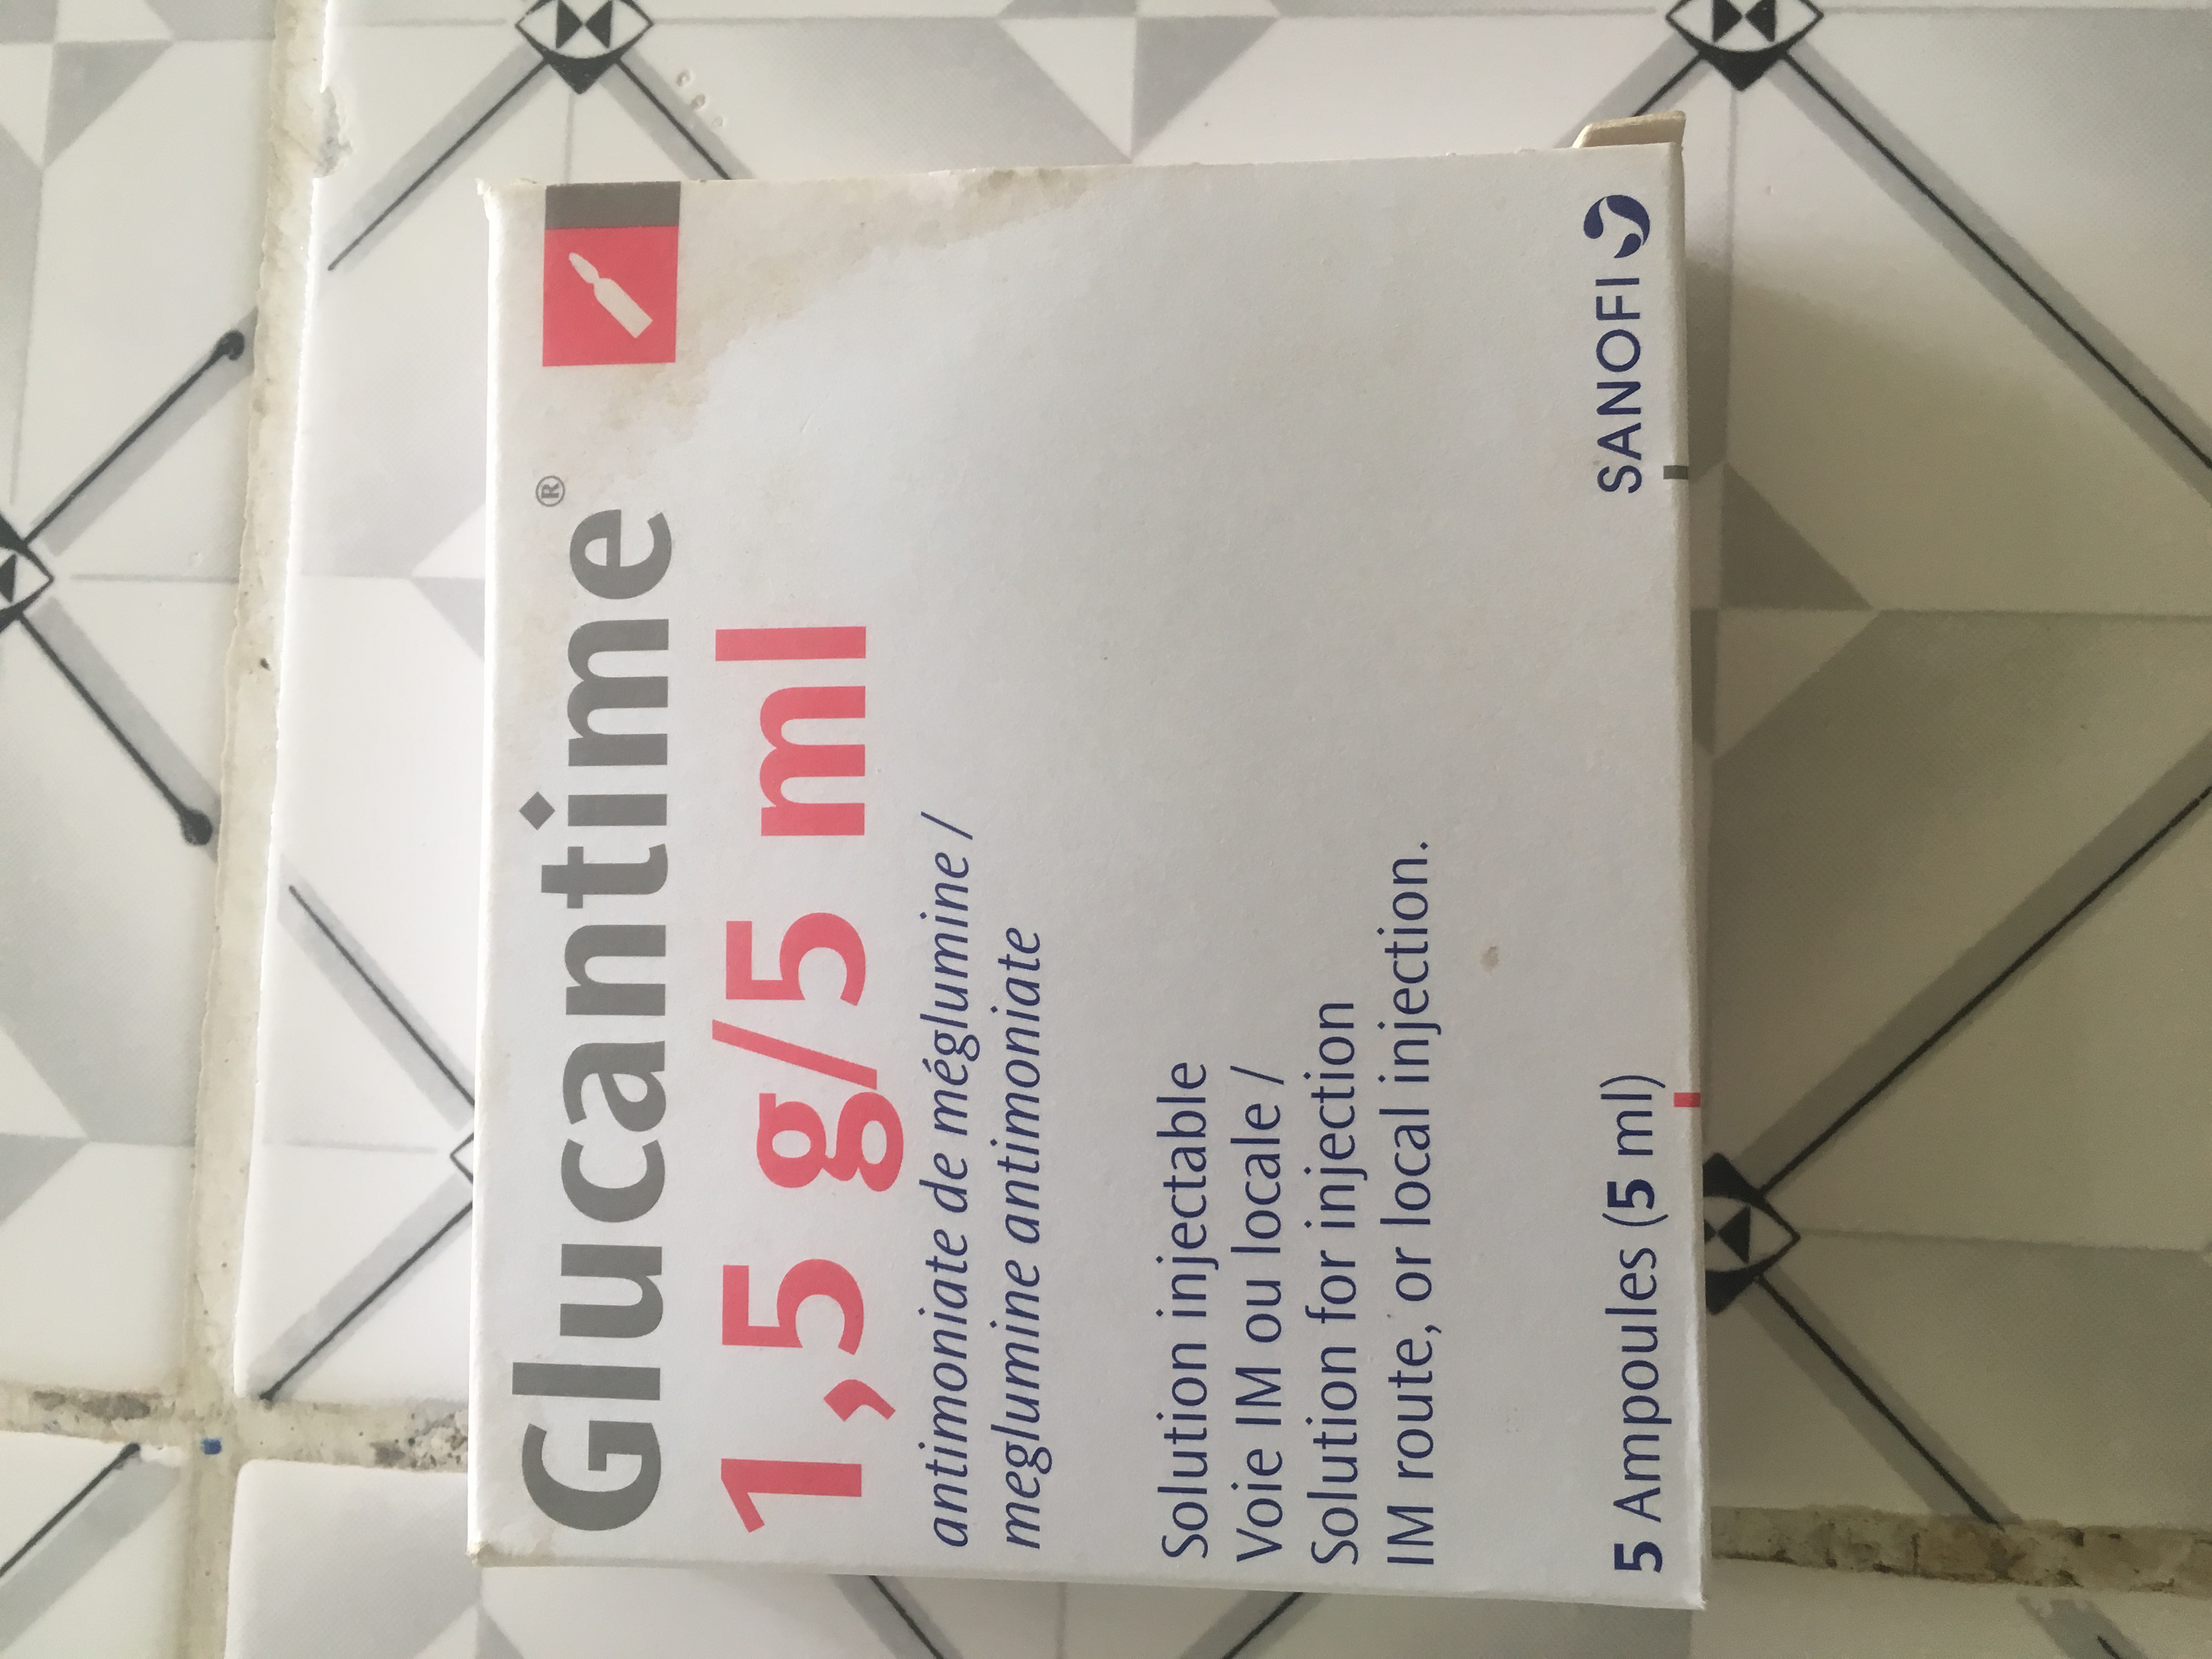 Glucantime®
1,5 g/5 ml
antimoniate de méglumine /
meglumine antimoniate
Solution injectable
Voie IM ou locale /
Solution for injection
IM route, or local injection.
5 Ampoules (5 ml)
SANOFI